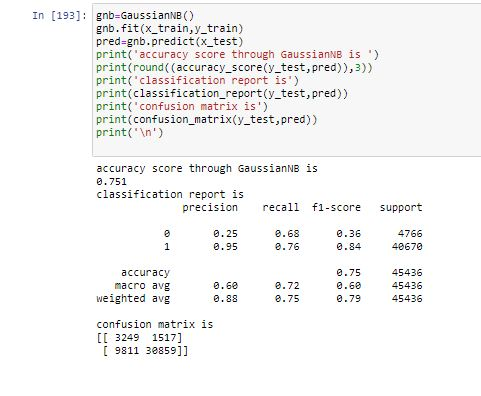 In [193]: gnb=GaussianNB()
gnb.fit(x_train,y_train)
pred=gnb.predict(x_test)
print('accuracy score through GaussianNB is ')
print(round((accuracy_score(y_test,pred)),3))
print('classification report is')
print(classification_report(y_test,pred))
print('confusion matrix is')
print(confusion_matrix(y_test,pred))
print('\n')
accuracy score through GaussianNB is
0.751
classification report is
precision recall f1-score support
0 0.25 0.68 0.36 4766
1 0.95 0.76 0.84 40670
accuracy 0.75 45436
macro avg 0.60 0.72 0.60 45436
weighted avg 0.88 0.75 0.79 45436
confusion matrix is
[[ 3249 1517]
[ 9811 30859]]